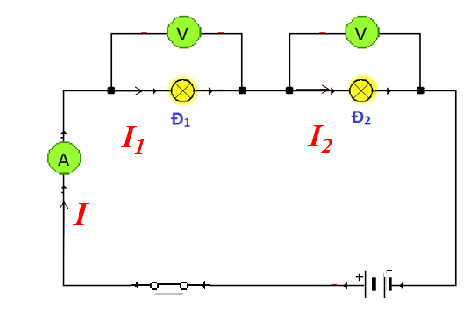 V V
I1 Đ1 I2 Đ2
A
I
+ -